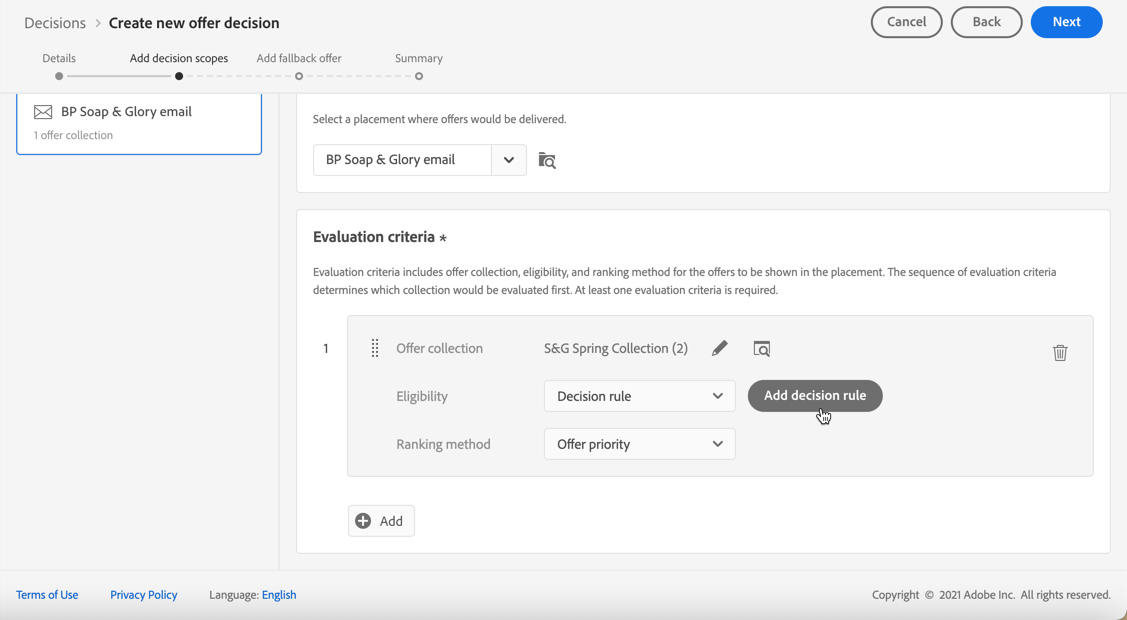 Decisions > Create new offer decision
Cancel
Back
Next
Details
Add decision scopes
Add fallback offer
Summary
BP Soap & Glory email
1 offer collection
Select a placement where offers would be delivered.
BP Soap & Glory email
Evaluation criteria *
Evaluation criteria includes offer collection, eligibility, and ranking method for the offers to be shown in the placement. The sequence of evaluation criteria
determines which collection would be evaluated first. At least one evaluation criteria is required.
1
Offer collection
S&G Spring Collection (2)
Eligibility
Decision rule
Add decision rule
Ranking method
Offer priority
Add
Terms of Use
Privacy Policy
Language: English
Copyright © 2021 Adobe Inc. All rights reserved.